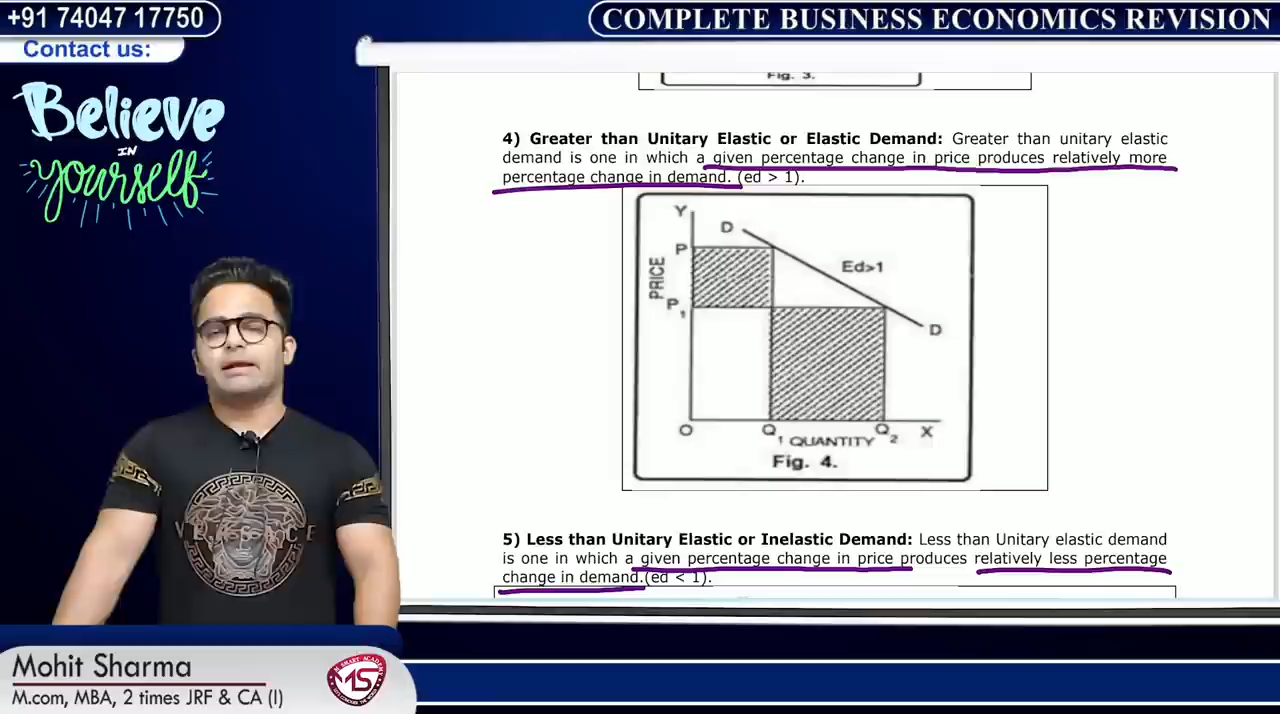 +91 74047 17750
Contact us:
COMPLETE BUSINESS ECONOMICS REVISION
Believe
IN
yourself
Fig. 3.
4) Greater than Unitary Elastic or Elastic Demand: Greater than unitary elastic
demand is one in which a given percentage change in price produces relatively more
percentage change in demand. (ed > 1).
Y
D
P
Ed>1
PRICE
P1
D
O
Q1
QUANTITY
Q2
X
Fig. 4.
5) Less than Unitary Elastic or Inelastic Demand: Less than Unitary elastic demand
is one in which a given percentage change in price produces relatively less percentage
change in demand.(ed < 1).
VERSACE
Mohit Sharma
M.com, MBA, 2 times JRF & CA (I)
M SMART ACADEMY
MS